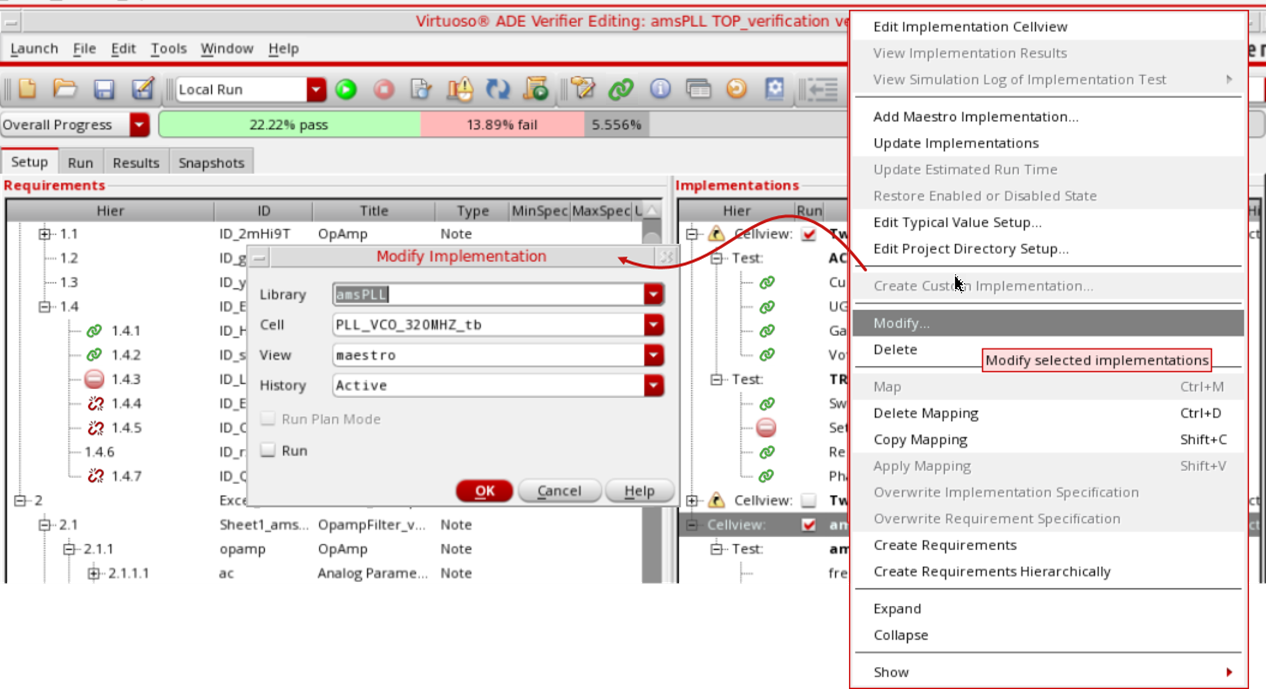 Virtuoso® ADE Verifier Editing: amsPLL TOP_verification ve
Launch File Edit Tools Window Help
Local Run
Overall Progress 22.22% pass 13.89% fail 5.556%
Setup Run Results Snapshots
Requirements
Hier ID Title Type MinSpec MaxSpec U
1.1 ID_2mHi9T OpAmp Note
1.2 ID_g
1.3 ID_y
1.4 ID_E
1.4.1 ID_H
1.4.2 ID_s
1.4.3 ID_L
1.4.4 ID_E
1.4.5 ID_C
1.4.6 ID_r
1.4.7 ID_Q
2 Exce
2.1 Sheet1_ams... OpampFilter_v... Note
2.1.1 opamp OpAmp Note
2.1.1.1 ac Analog Parame... Note
Modify Implementation
Library amsPLL
Cell PLL_VCO_320MHZ_tb
View maestro
History Active
Run Plan Mode
Run
OK Cancel Help
Implementations
Hier Run
Cellview: Tw
Test: AC
Cu
UG
Ga
Vo
Test: TR
Sw
Set
Re
Ph
Cellview: Tw
Cellview: am
Test: am
fre
Edit Implementation Cellview
View Implementation Results
View Simulation Log of Implementation Test
Add Maestro Implementation...
Update Implementations
Update Estimated Run Time
Restore Enabled or Disabled State
Edit Typical Value Setup...
Edit Project Directory Setup...
Create Custom Implementation...
Modify...
Delete
Modify selected implementations
Map Ctrl+M
Delete Mapping Ctrl+D
Copy Mapping Shift+C
Apply Mapping Shift+V
Overwrite Implementation Specification
Overwrite Requirement Specification
Create Requirements
Create Requirements Hierarchically
Expand
Collapse
Show